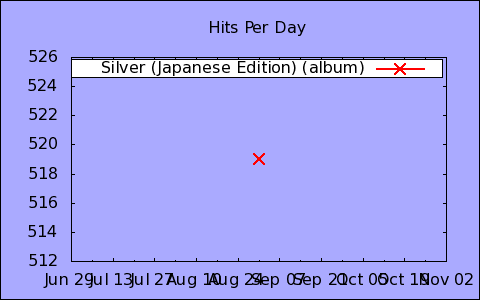 Hits Per Day
526
Silver (Japanese Edition) (album)
524
522
520
518
516
514
512
Jun 29 Jul 13 Jul 27 Aug 10 Aug 24 Sep 07 Sep 21 Oct 05 Oct 19 Nov 02